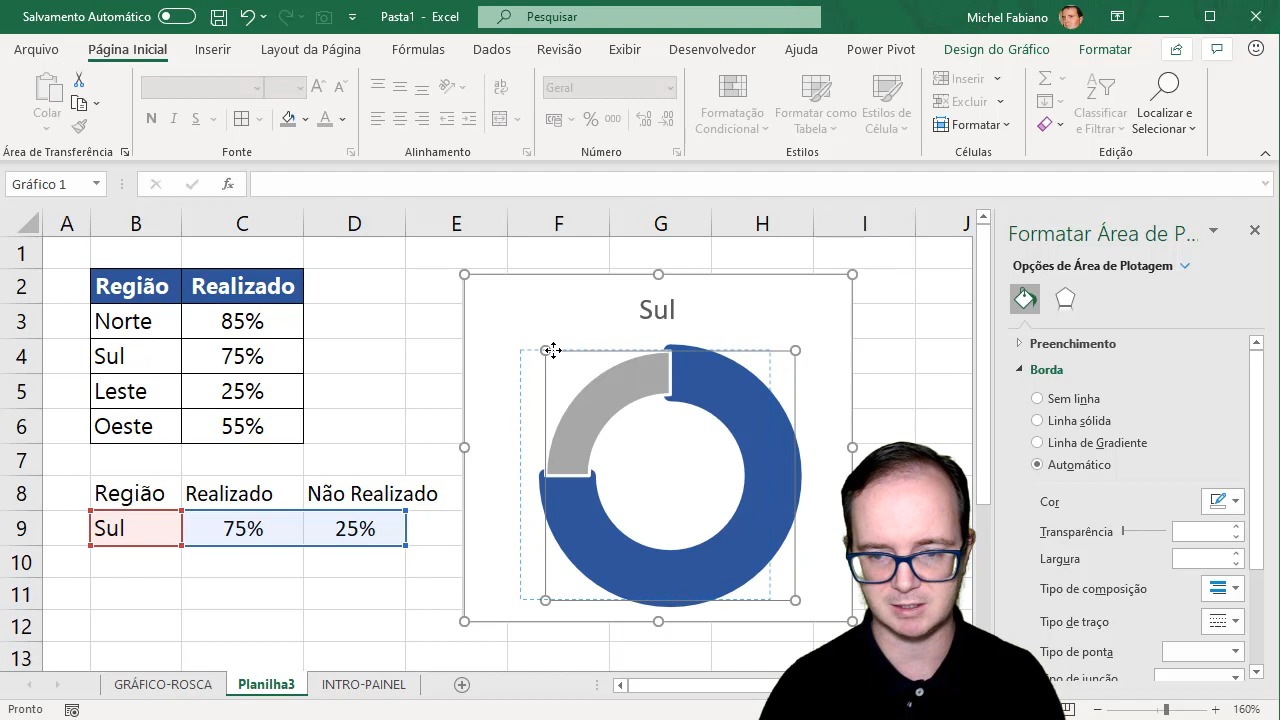 Salvamento Automático
Pasta1 - Excel
Pesquisar
Michel Fabiano
Arquivo
Página Inicial
Inserir
Layout da Página
Fórmulas
Dados
Revisão
Exibir
Desenvolvedor
Ajuda
Power Pivot
Design do Gráfico
Formatar
Colar
N I S
A
Geral
% 000
Formatação
Condicional
Formatar como
Tabela
Estilos de
Célula
Inserir
Excluir
Formatar
Classificar
e Filtrar
Localizar e
Selecionar
Área de Transferência
Fonte
Alinhamento
Número
Estilos
Células
Edição
Gráfico 1
fx
A B C D E F G H I J
1
2 Região Realizado
3 Norte 85%
4 Sul 75%
5 Leste 25%
6 Oeste 55%
7
8 Região Realizado Não Realizado
9 Sul 75% 25%
10
11
12
13
Sul
Formatar Área de P...
Opções de Área de Plotagem
Preenchimento
Borda
Sem linha
Linha sólida
Linha de Gradiente
Automático
Cor
Transparência
Largura
Tipo de composição
Tipo de traço
Tipo de ponta
GRÁFICO-ROSCA
Planilha3
INTRO-PAINEL
Pronto
160%